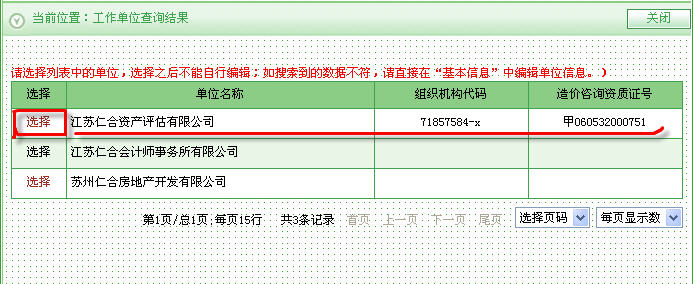 当前位置：工作单位查询结果
关闭
请选择列表中的单位，选择之后不能自行编辑；如搜索到的数据不符，请直接在“基本信息”中编辑单位信息。）
选择 单位名称 组织机构代码 造价咨询资质证号
选择 江苏仁合资产评估有限公司 71857584-x 甲060532000751
选择 江苏仁合会计师事务所有限公司
选择 苏州仁合房地产开发有限公司
第1页/总1页;每页15行 共3条记录 首页 上一页 下一页 尾页 选择页码 每页显示数